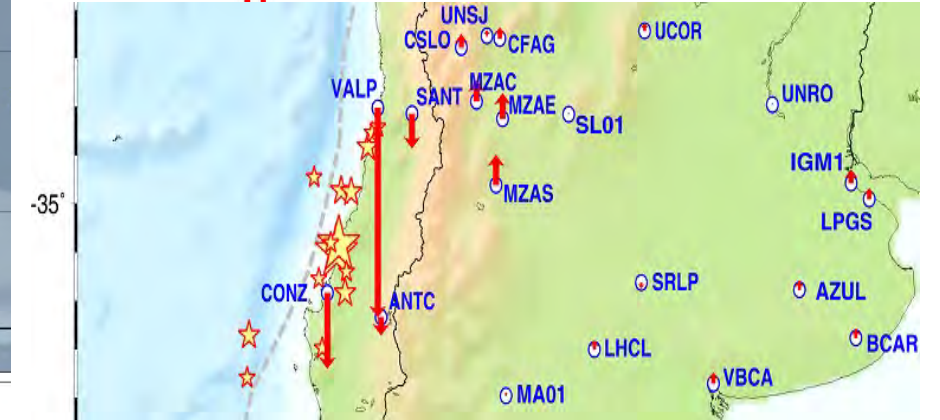 UNSJ
UCOR
CSLO
CFAG
VALP
MZAC
SANT
MZAE
UNRO
SL01
IGM1
MZAS
-35°
LPGS
SRLP
CONZ
ANTC
AZUL
LHCL
BCAR
VBCA
MA01